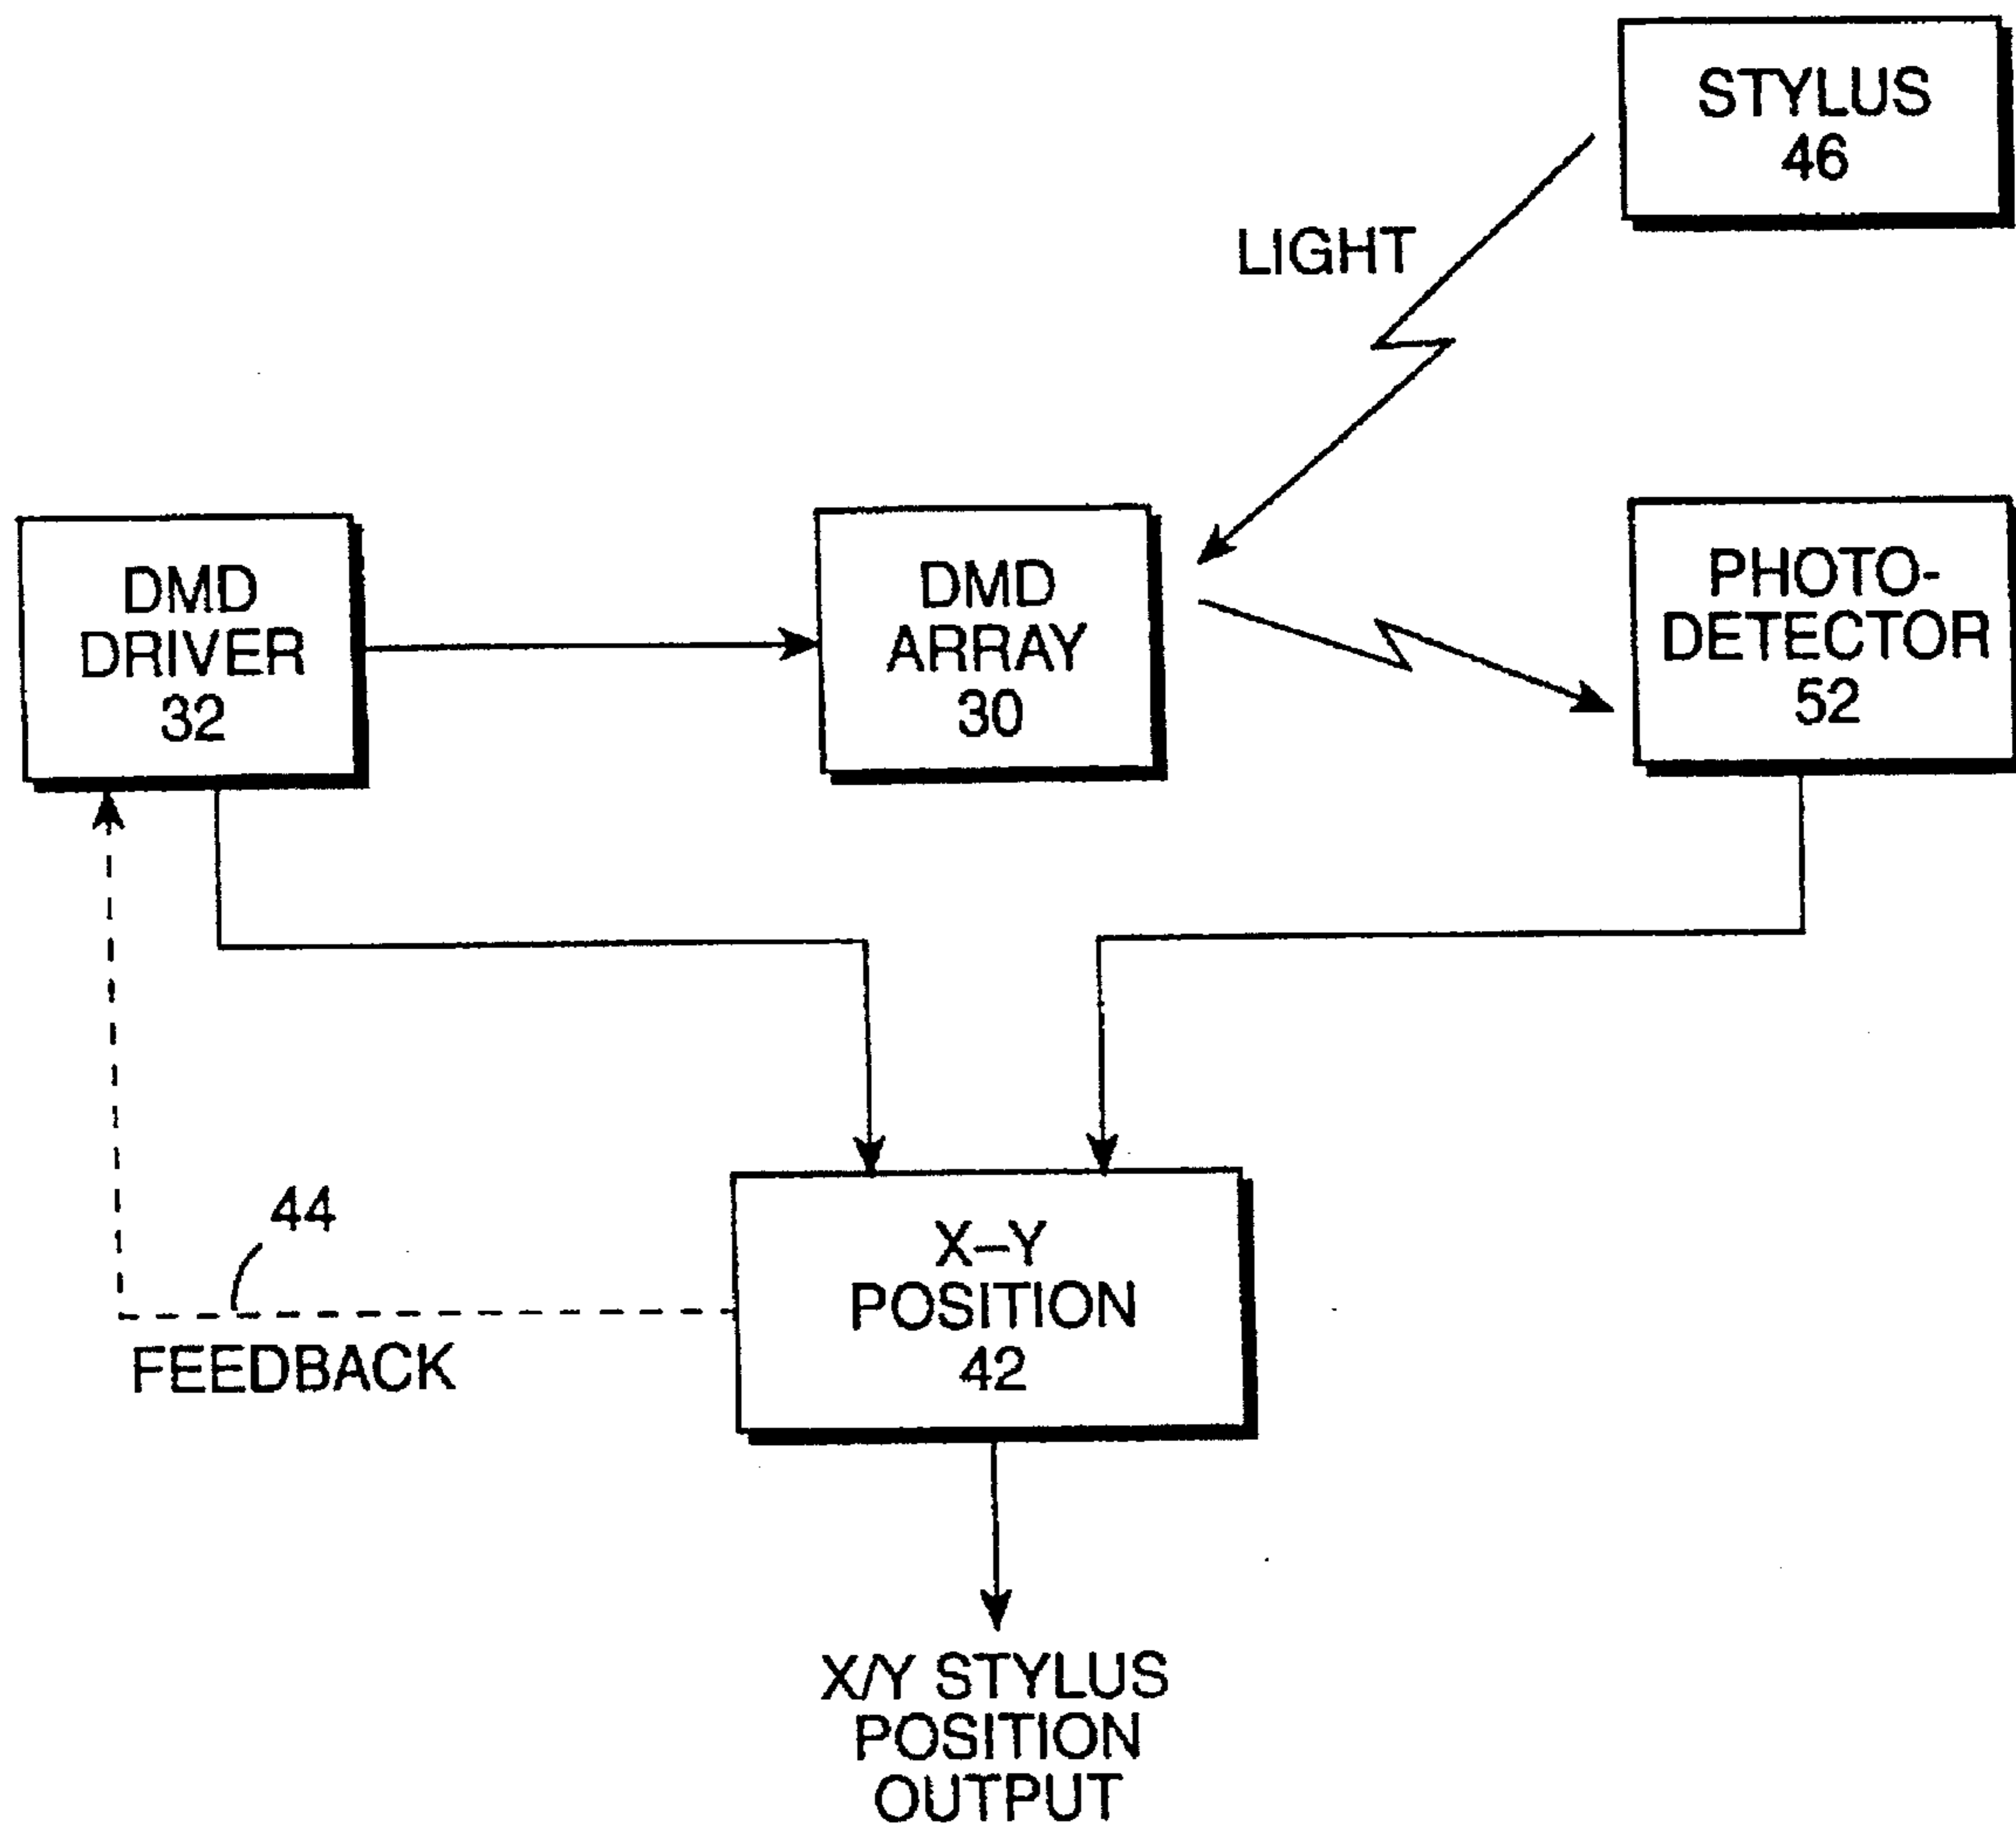 STYLUS
46
LIGHT
DMD
DRIVER
32
DMD
ARRAY
30
PHOTO-
DETECTOR
52
44
FEEDBACK
X–Y
POSITION
42
X/Y STYLUS
POSITION
OUTPUT